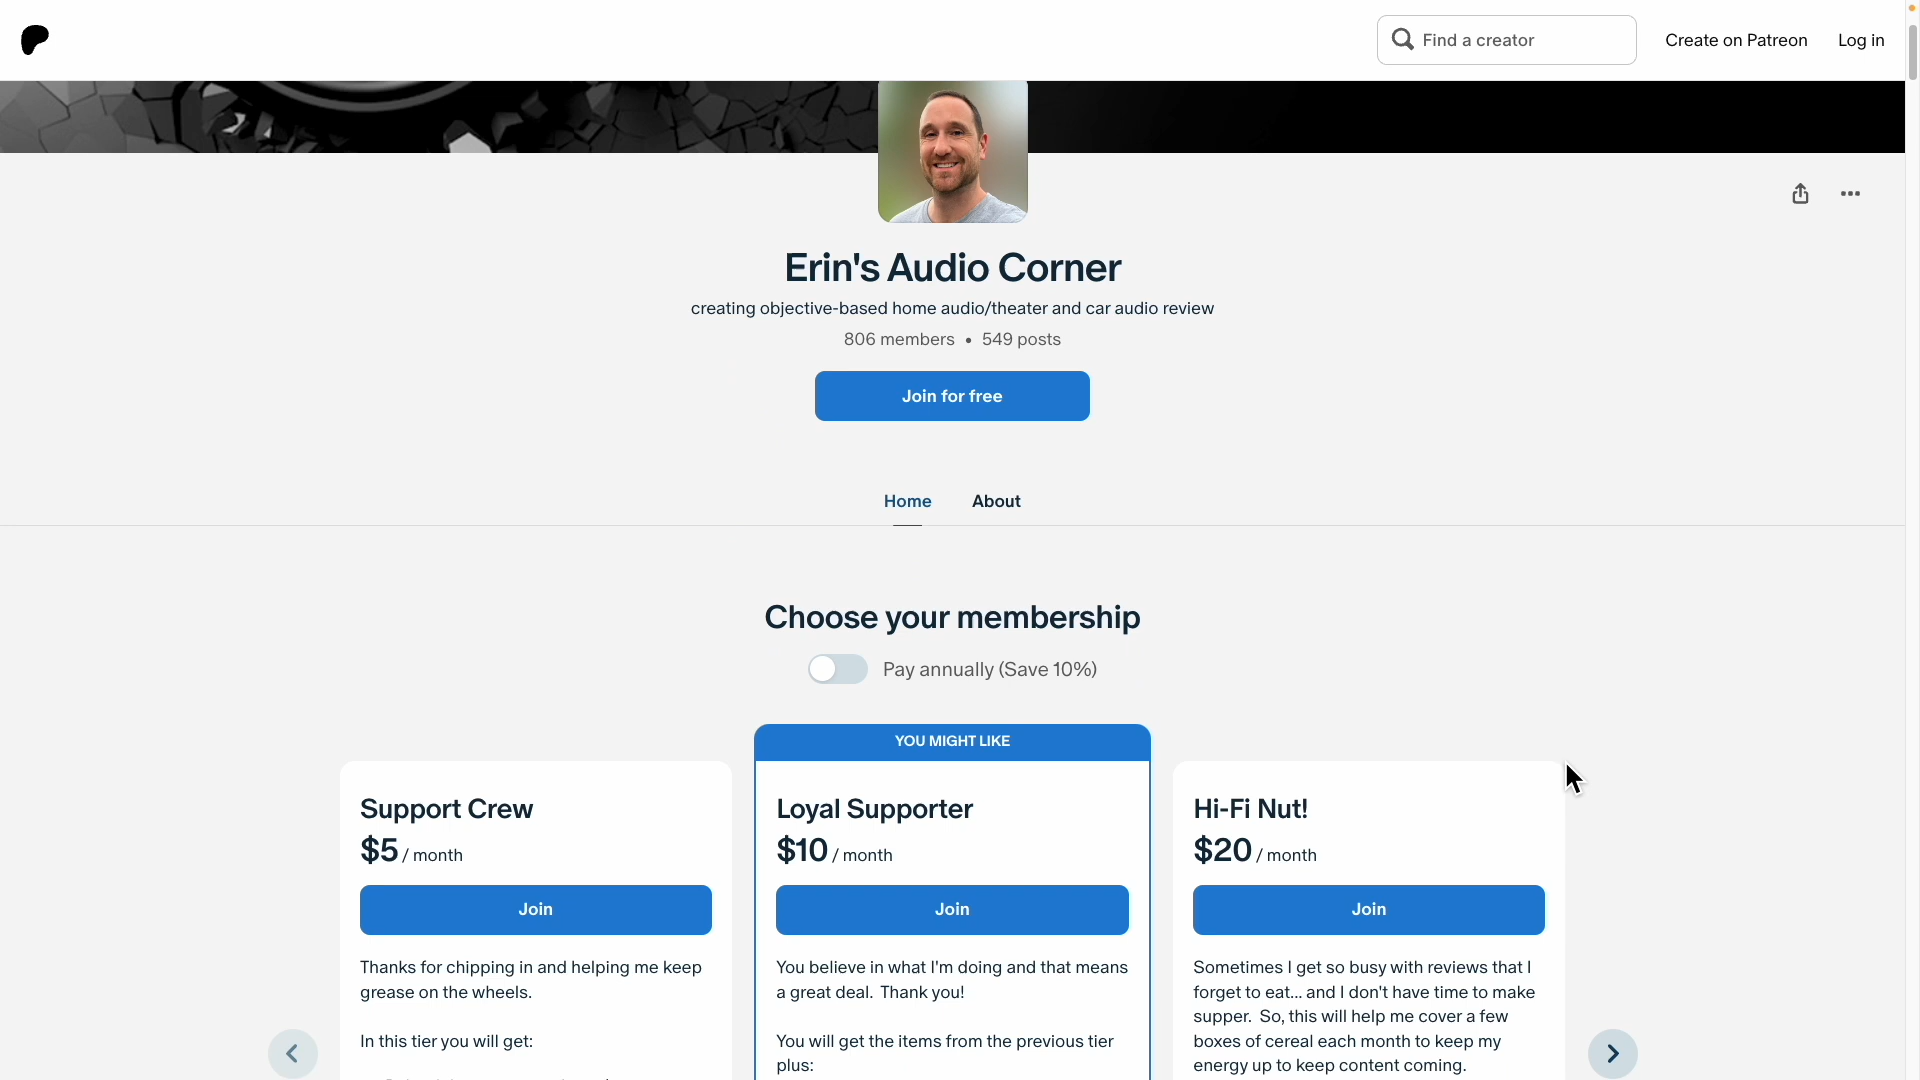 Find a creator
Create on Patreon
Log in
Erin's Audio Corner
creating objective-based home audio/theater and car audio review
806 members • 549 posts
Join for free
Home
About
Choose your membership
Pay annually (Save 10%)
YOU MIGHT LIKE
Support Crew
$5 / month
Join
Thanks for chipping in and helping me keep
grease on the wheels.
In this tier you will get:
Loyal Supporter
$10 / month
Join
You believe in what I'm doing and that means
a great deal. Thank you!
You will get the items from the previous tier
plus:
Hi-Fi Nut!
$20 / month
Join
Sometimes I get so busy with reviews that I
forget to eat... and I don't have time to make
supper. So, this will help me cover a few
boxes of cereal each month to keep my
energy up to keep content coming.